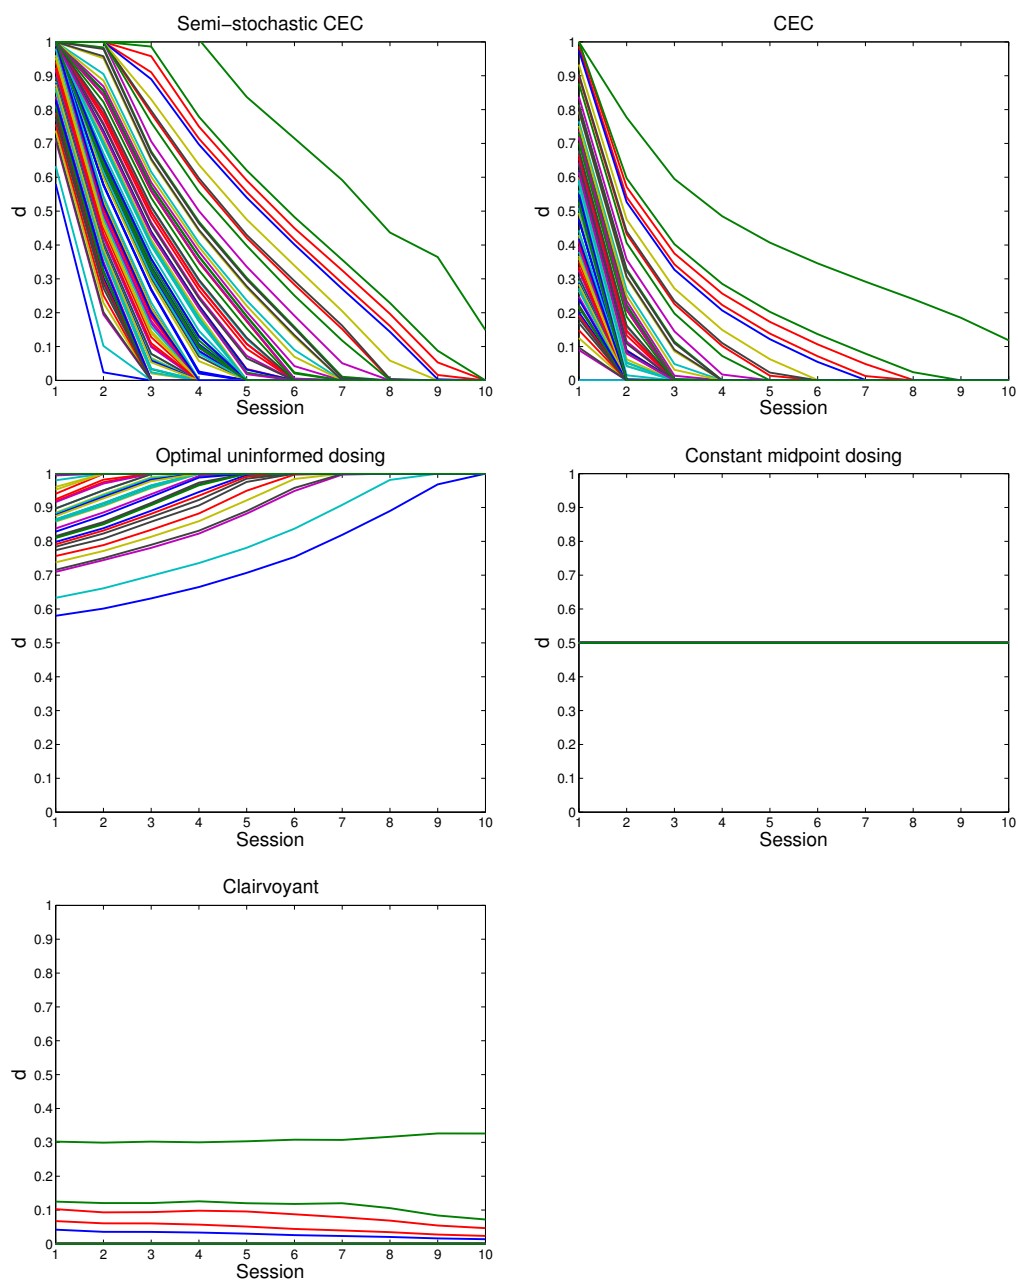 Semi−stochastic CEC
1
0.9
0.8
0.7
0.6
0.5
0.4
0.3
0.2
0.1
0
d
1 2 3 4 5 6 7 8 9 10
Session
CEC
1
0.9
0.8
0.7
0.6
0.5
0.4
0.3
0.2
0.1
0
d
1 2 3 4 5 6 7 8 9 10
Session
Optimal uninformed dosing
1
0.9
0.8
0.7
0.6
0.5
0.4
0.3
0.2
0.1
0
d
1 2 3 4 5 6 7 8 9 10
Session
Constant midpoint dosing
1
0.9
0.8
0.7
0.6
0.5
0.4
0.3
0.2
0.1
0
d
1 2 3 4 5 6 7 8 9 10
Session
Clairvoyant
1
0.9
0.8
0.7
0.6
0.5
0.4
0.3
0.2
0.1
0
d
1 2 3 4 5 6 7 8 9 10
Session